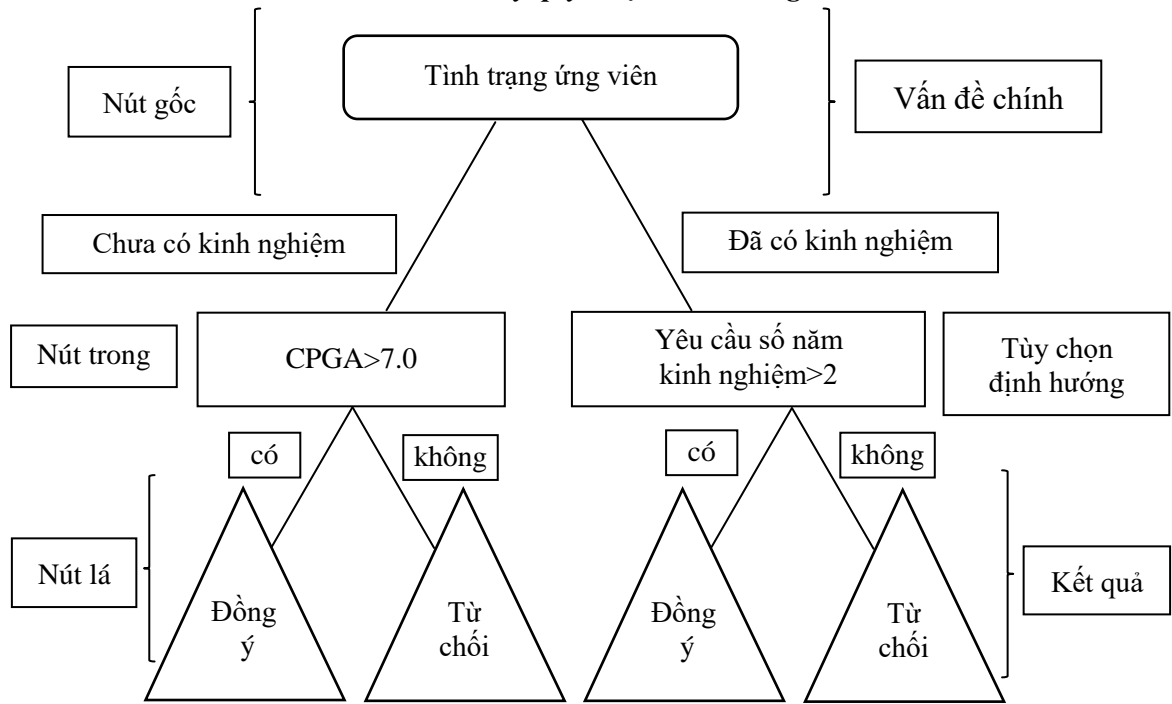 Tình trạng ứng viên
Nút gốc
Vấn đề chính
Chưa có kinh nghiệm
Đã có kinh nghiệm
Nút trong
CPGA>7.0
Yêu cầu số năm
kinh nghiệm>2
Tùy chọn
định hướng
có
không
có
không
Nút lá
Đồng
ý
Từ
chối
Đồng
ý
Từ
chối
Kết quả